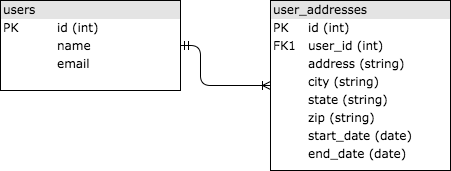 users
PK id (int)
name
email
user_addresses
PK id (int)
FK1 user_id (int)
address (string)
city (string)
state (string)
zip (string)
start_date (date)
end_date (date)